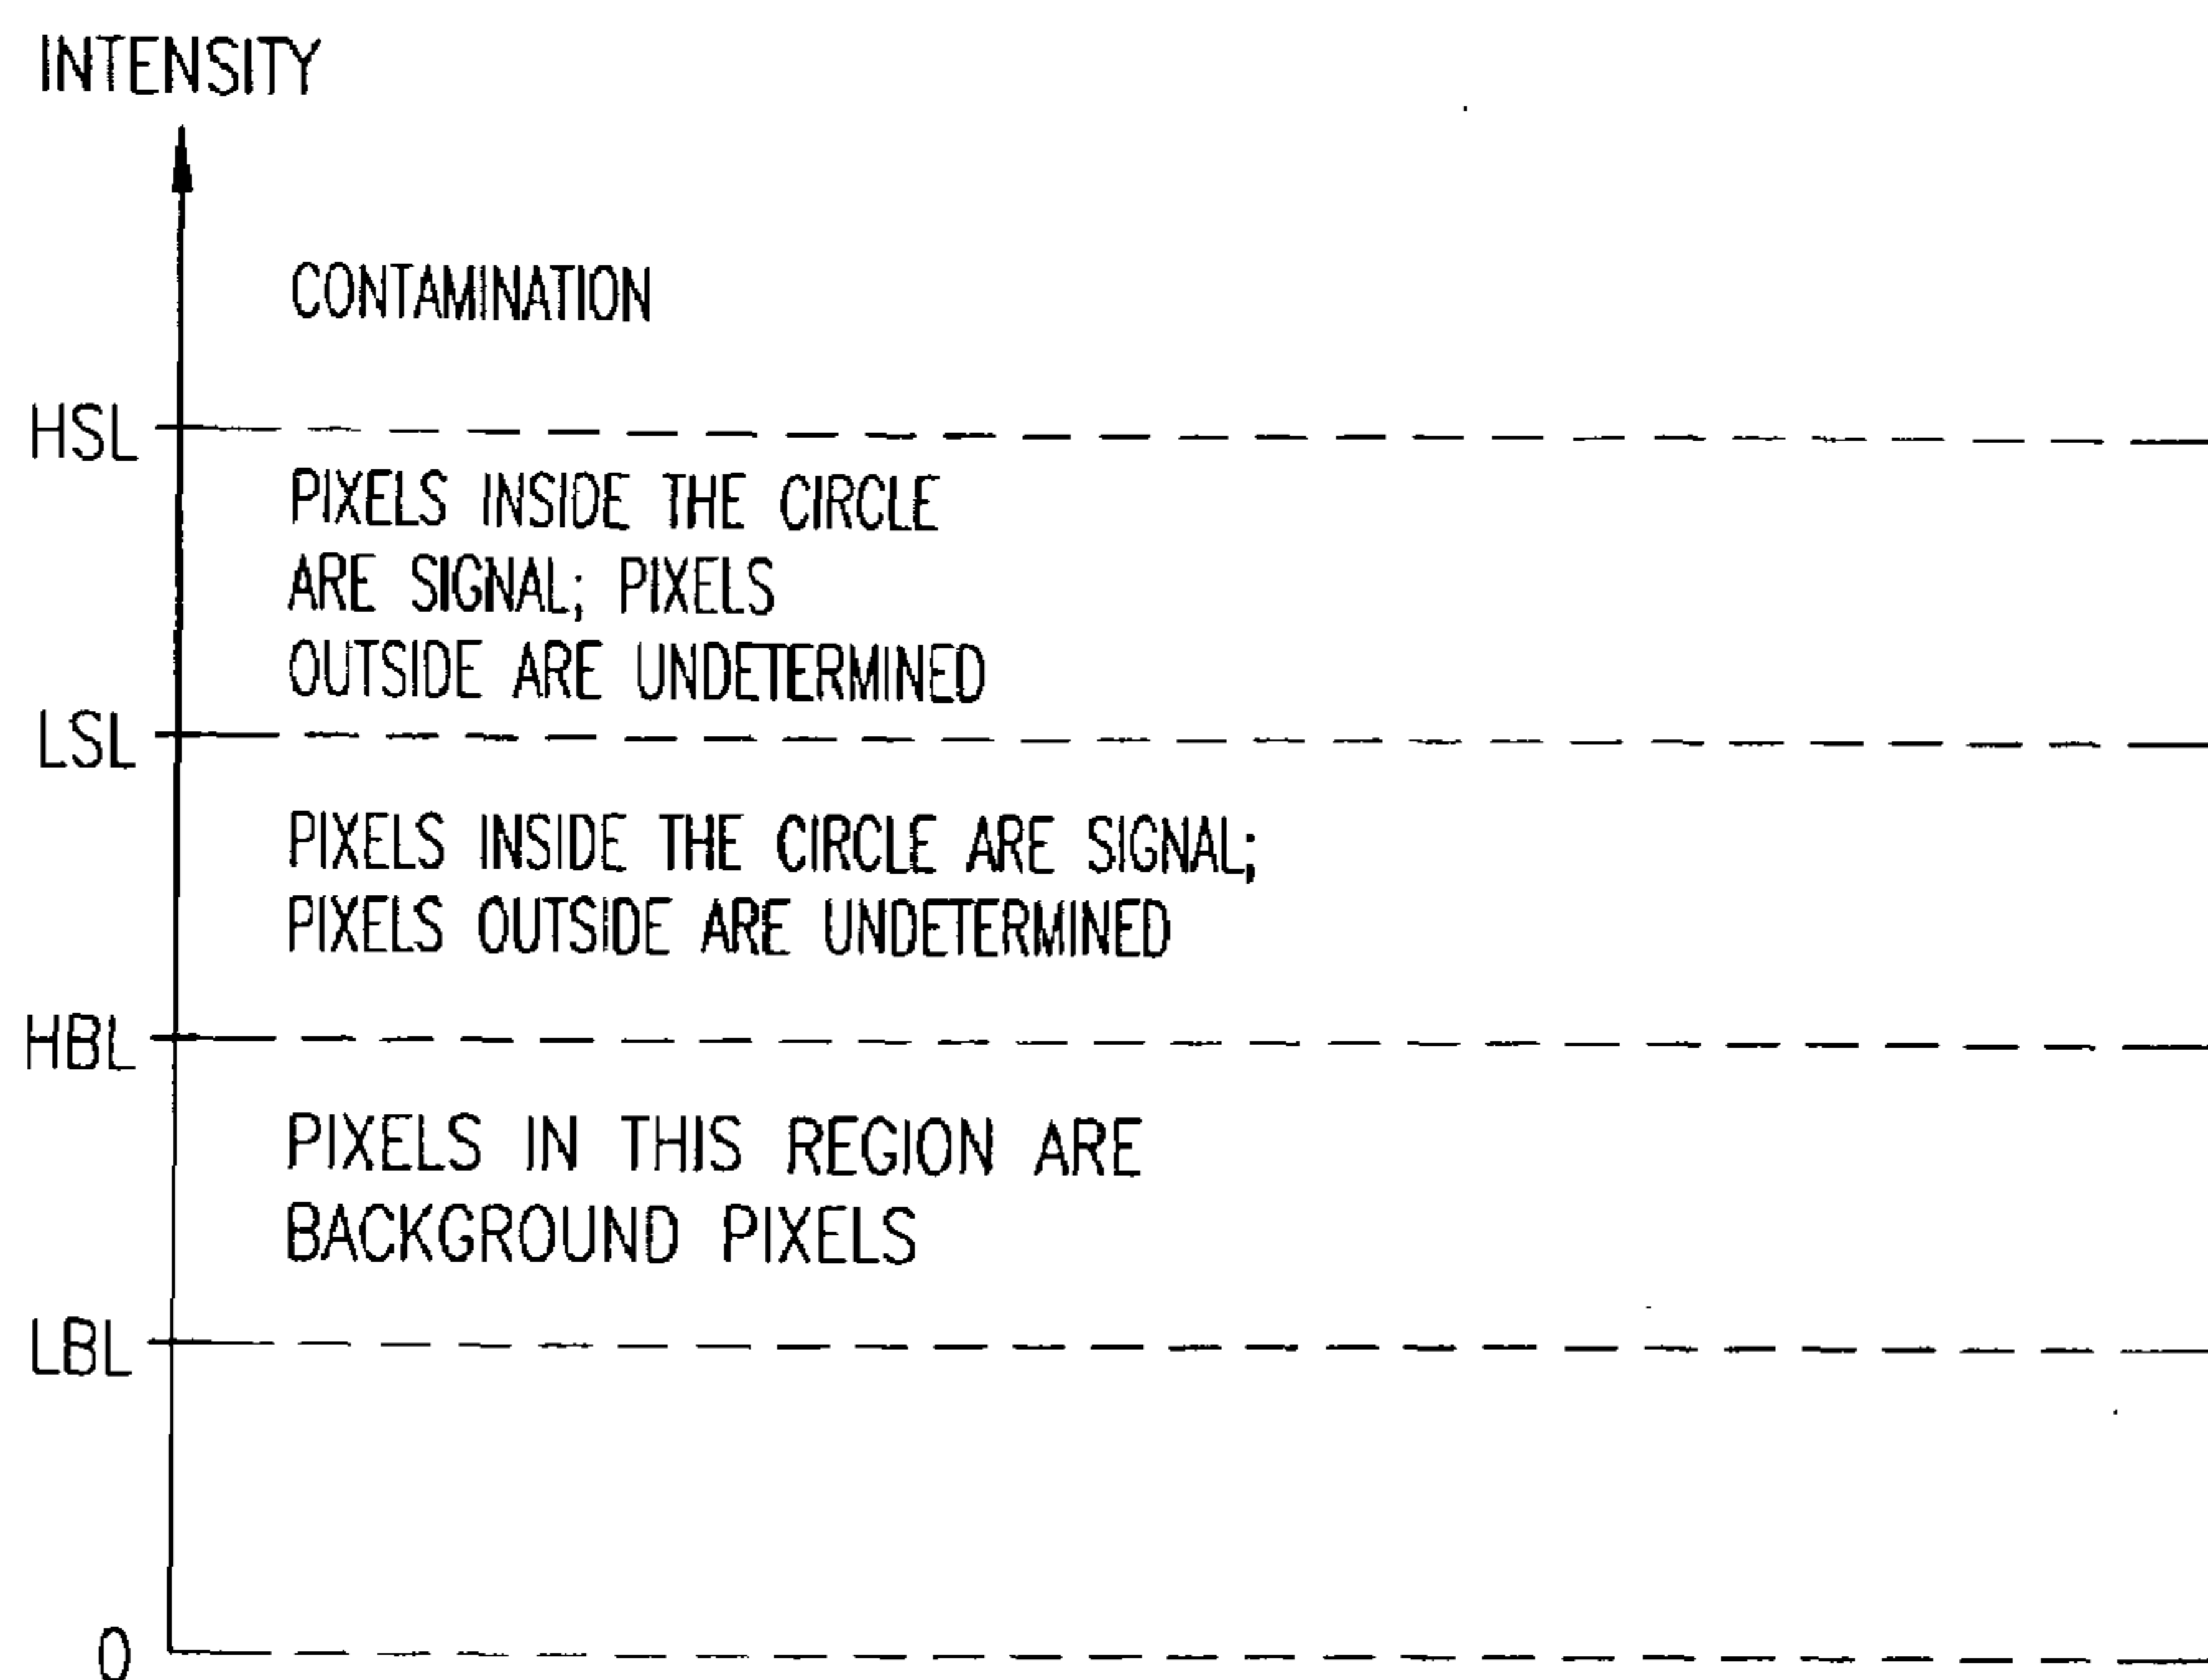 INTENSITY
CONTAMINATION
HSL
PIXELS INSIDE THE CIRCLE
ARE SIGNAL; PIXELS
OUTSIDE ARE UNDETERMINED
LSL
PIXELS INSIDE THE CIRCLE ARE SIGNAL;
PIXELS OUTSIDE ARE UNDETERMINED
HBL
PIXELS IN THIS REGION ARE
BACKGROUND PIXELS
LBL
0